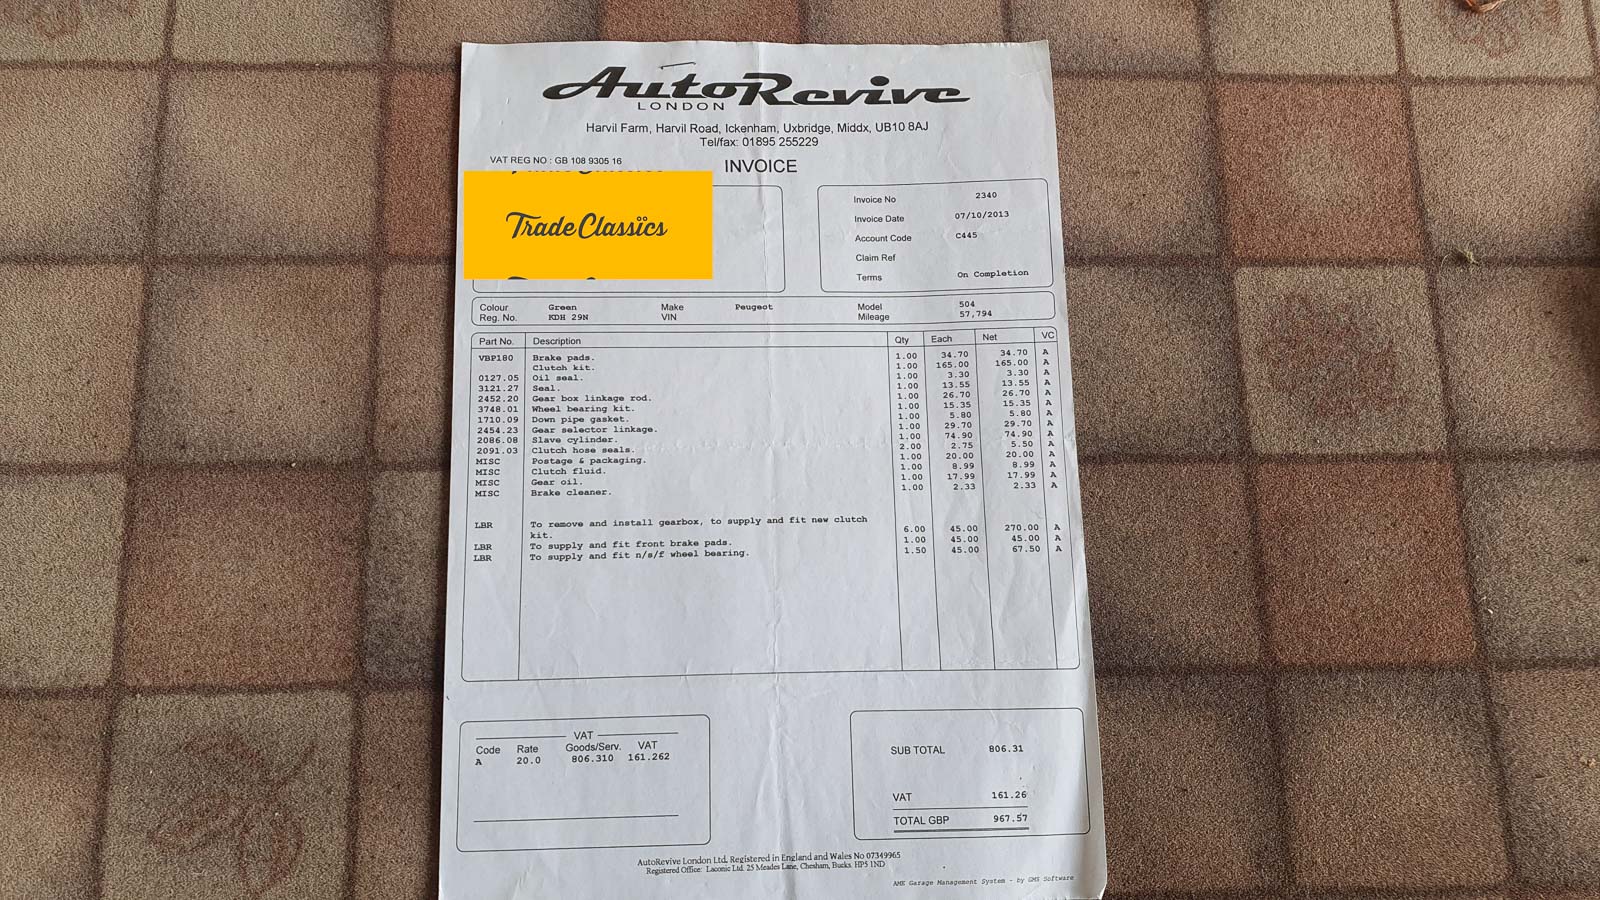 AutoRevive
LONDON
Harvil Farm, Harvil Road, Ickenham, Uxbridge, Middx, UB10 8AJ
Tel/fax: 01895 255229
VAT REG NO : GB 108 9305 16
INVOICE
Trade Classics
Invoice No 2340
Invoice Date 07/10/2013
Account Code C445
Claim Ref
Terms On Completion
Colour Green Make Peugeot Model 504
Reg. No. KDH 29N VIN Mileage 57,794
Part No. Description Qty Each Net VC
VBP180 Brake pads. 1.00 34.70 34.70 A
Clutch kit. 1.00 165.00 165.00 A
0127.05 Oil seal. 1.00 3.30 3.30 A
3121.27 Seal. 1.00 13.55 13.55 A
2452.20 Gear box linkage rod. 1.00 26.70 26.70 A
3748.01 Wheel bearing kit. 1.00 15.35 15.35 A
1710.09 Down pipe gasket. 1.00 5.80 5.80 A
2454.23 Gear selector linkage. 1.00 29.70 29.70 A
2086.08 Slave cylinder. 1.00 74.90 74.90 A
2091.03 Clutch hose seals. 2.00 2.75 5.50 A
MISC Postage & packaging. 1.00 20.00 20.00 A
MISC Clutch fluid. 1.00 8.99 8.99 A
MISC Gear oil. 1.00 17.99 17.99 A
MISC Brake cleaner. 1.00 2.33 2.33 A
LBR To remove and install gearbox, to supply and fit new clutch
kit. 6.00 45.00 270.00 A
LBR To supply and fit front brake pads. 1.00 45.00 45.00 A
LBR To supply and fit n/s/f wheel bearing. 1.50 45.00 67.50 A
VAT
Code Rate Goods/Serv. VAT
A 20.0 806.310 161.262
SUB TOTAL 806.31
VAT 161.26
TOTAL GBP 967.57
AutoRevive London Ltd, Registered in England and Wales No 07349965
Registered Office: Laconic Ltd. 25 Meades Lane, Chesham, Bucks. HP5 1ND
AMK Garage Management System - by GMS Software